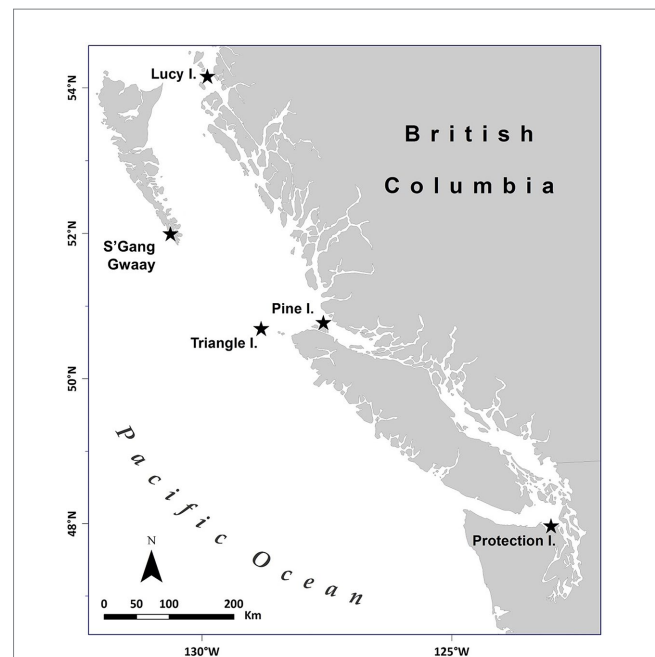 Lucy I.
54°N
British
Columbia
52°N
S'Gang
Gwaay
Pine I.
Triangle I.
50°N
Pacific Ocean
48°N
Protection I.
N
0 50 100 200
Km
130°W 125°W